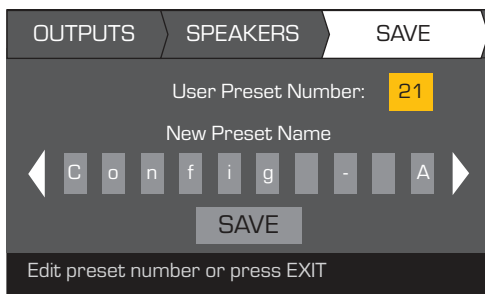 OUTPUTS SPEAKERS SAVE
User Preset Number: 21
New Preset Name
C o n f i g - A
SAVE
Edit preset number or press EXIT